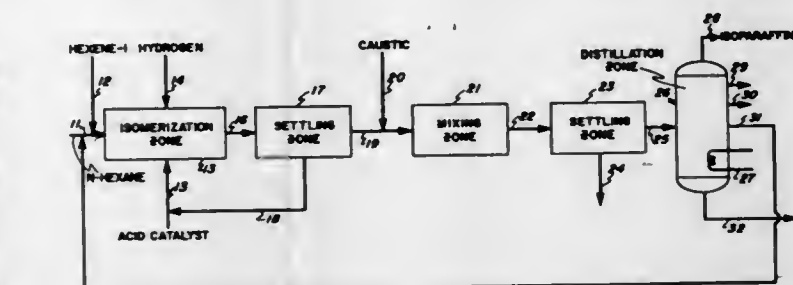 HEXENE-1 HYDROGEN
12
14
11
ISOMERIZATION ZONE
13
N-HEXANE
13
ACID CATALYST
16
17
SETTLING ZONE
18
CAUSTIC
20
19
21
MIXING ZONE
22
23
SETTLING ZONE
24
25
DISTILLATION ZONE
26
28
ISOPARAFFINS
29
30
31
27
32